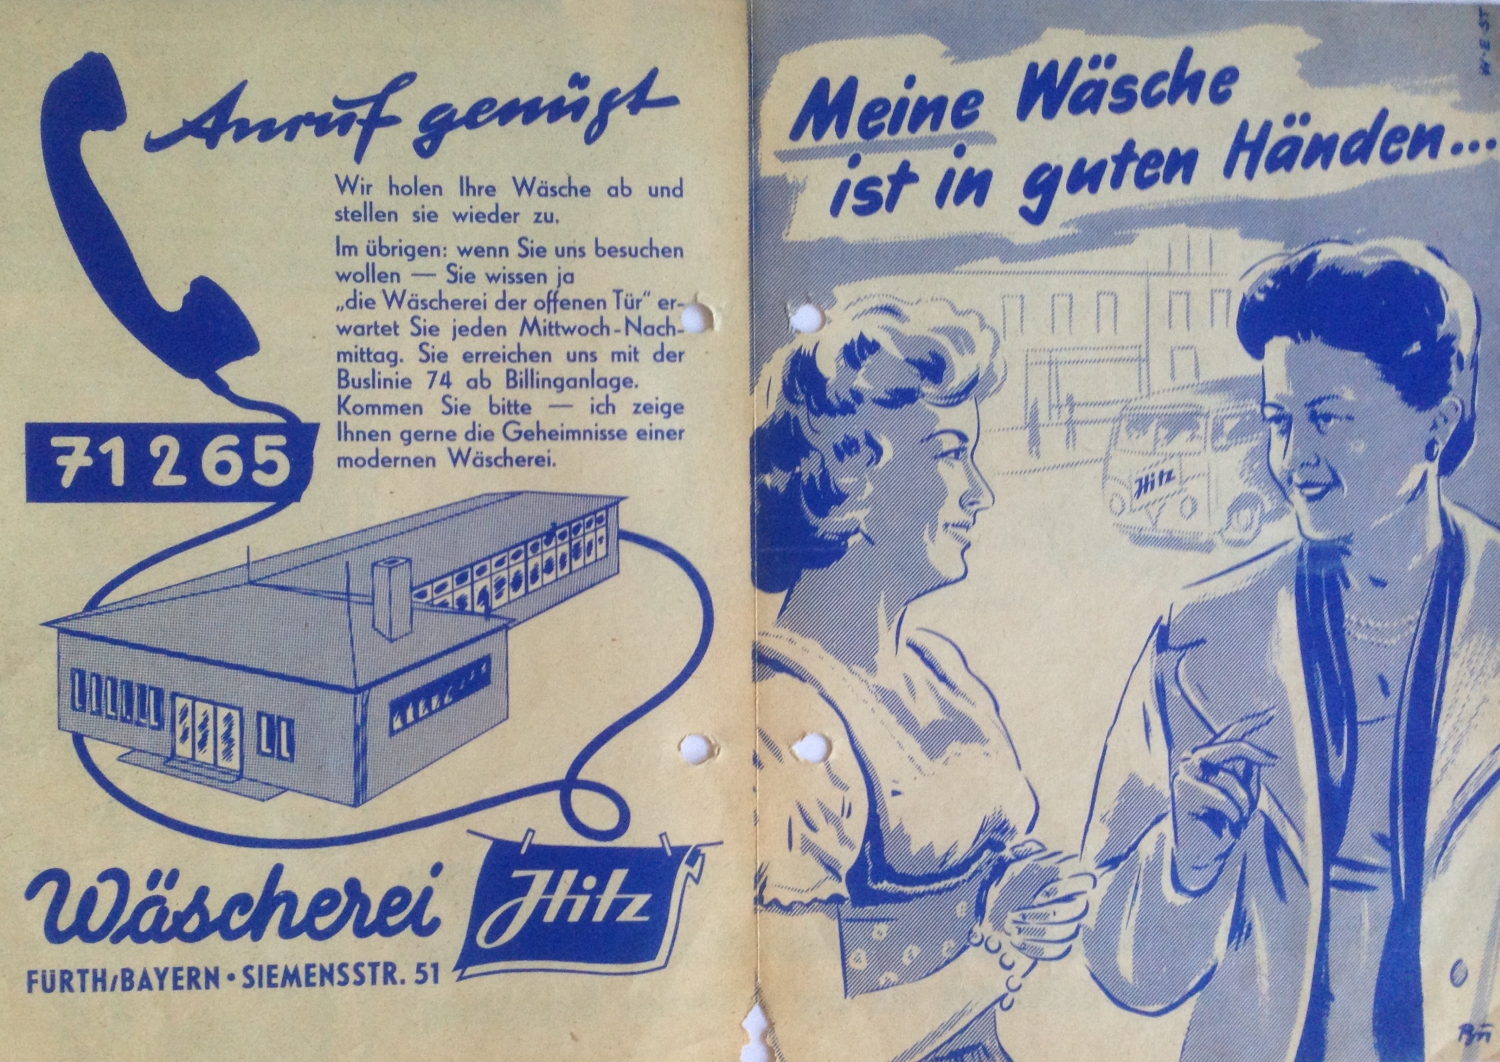 Anruf genügt
Wir holen Ihre Wäsche ab und
stellen sie wieder zu.
Im übrigen: wenn Sie uns besuchen
wollen — Sie wissen ja
„die Wäscherei der offenen Tür" er-
wartet Sie jeden Mittwoch-Nach-
mittag. Sie erreichen uns mit der
Buslinie 74 ab Billinganlage.
Kommen Sie bitte — ich zeige
Ihnen gerne die Geheimnisse einer
modernen Wäscherei.
71265
Wäscherei Hitz
FÜRTH/BAYERN • SIEMENSSTR. 51
Meine Wäsche
ist in guten Händen...
Hitz
W·E·ST